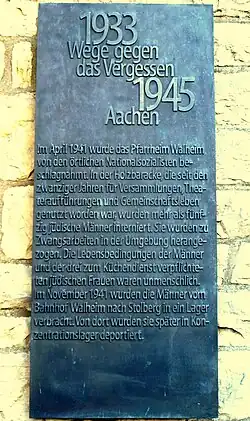 1933
Wege gegen
das Vergessen
1945
Aachen
Im April 1941 wurde das Pfarrheim Walheim
von den örtlichen Nationalsozialisten be-
schlagnahmt. In der Holzbaracke, die seit den
zwanziger Jahren für Versammlungen, Thea-
teraufführungen und Gemeinschaftsleben
genutzt worden war, wurden mehr als fünf-
zig jüdische Männer interniert. Sie wurden zu
Zwangsarbeiten in der Umgebung herange-
zogen. Die Lebensbedingungen der Männer
und der drei zum Küchendienst verpflichte-
ten jüdischen Frauen waren unmenschlich.
Im November 1941 wurden die Männer vom
Bahnhof Walheim nach Stolberg in ein Lager
verbracht. Von dort wurden sie später in Kon-
zentrationslager deportiert.